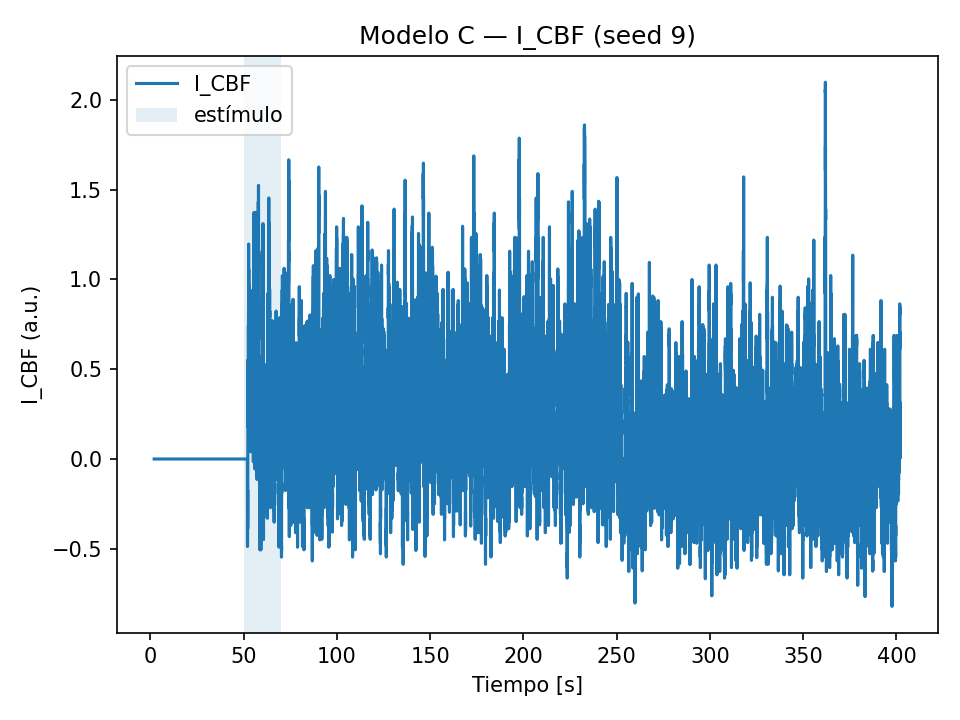 Modelo C — I_CBF (seed 9)
I_CBF
estímulo
2.0
1.5
1.0
0.5
0.0
−0.5
I_CBF (a.u.)
0 50 100 150 200 250 300 350 400
Tiempo [s]